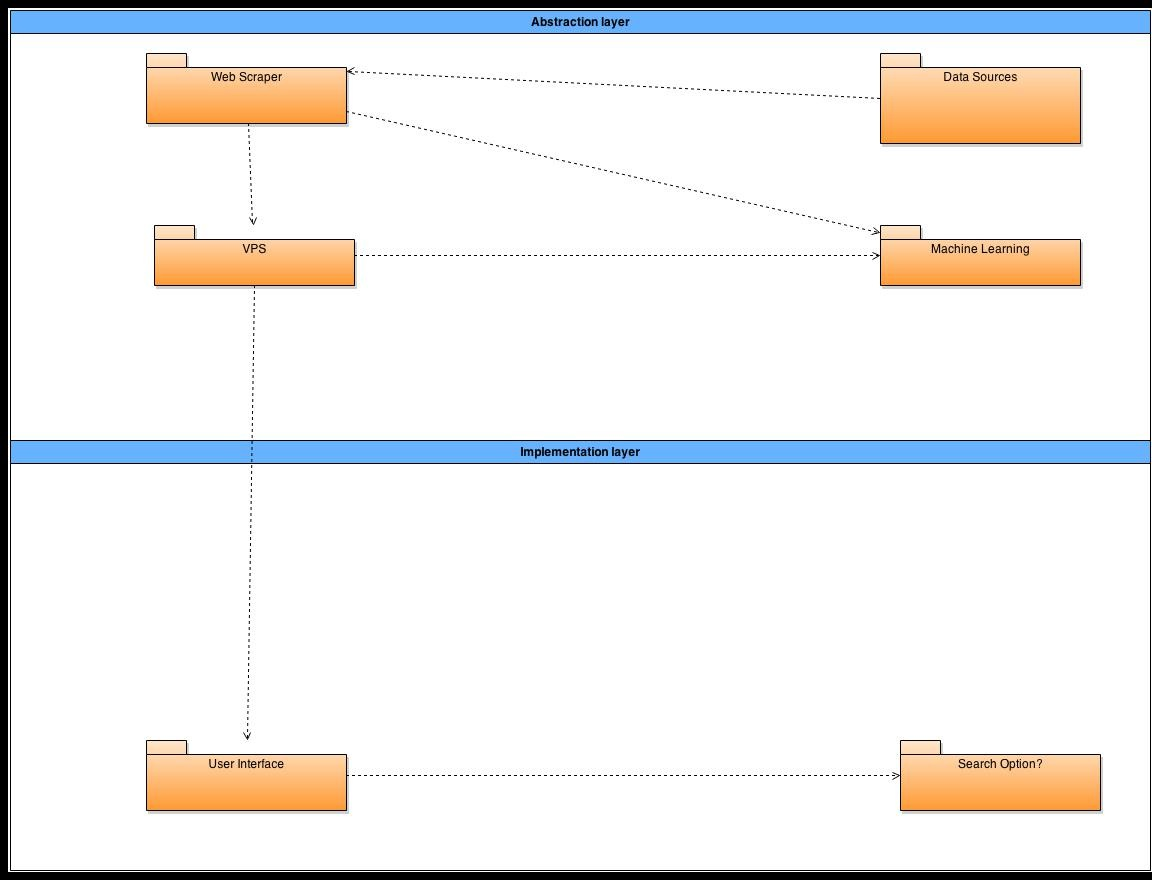 Abstraction layer
Web Scraper
Data Sources
VPS
Machine Learning
Implementation layer
User Interface
Search Option?